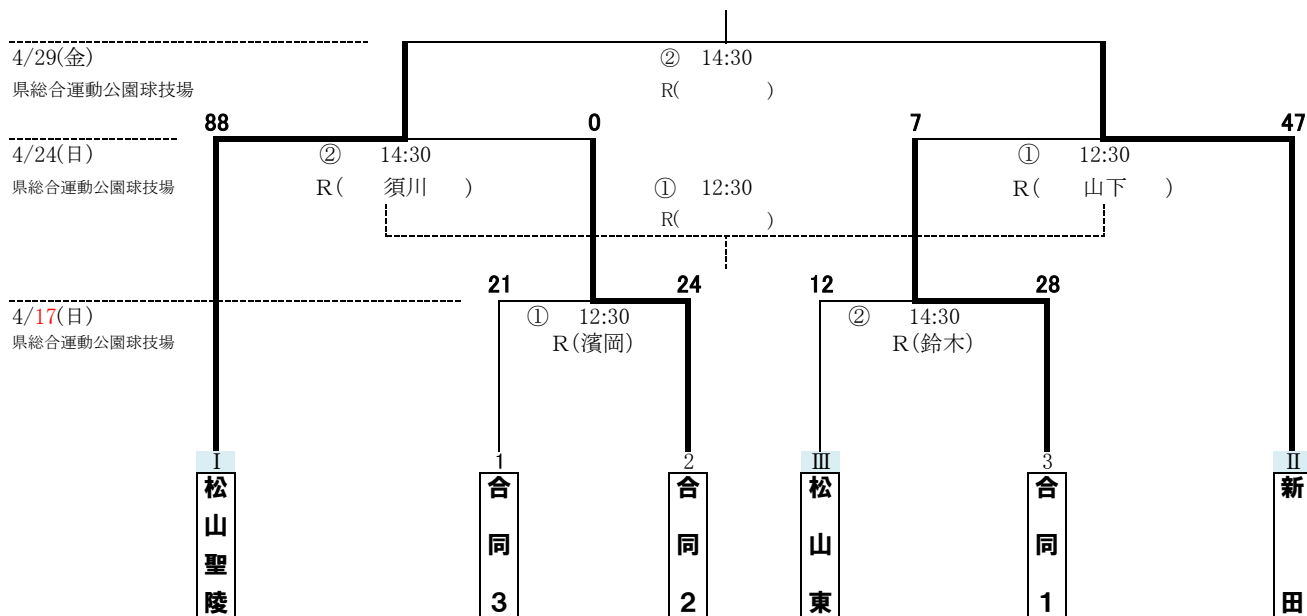 4/29(金)
② 14:30
県総合運動公園球技場
R( )
88
0
7
47
4/24(日)
② 14:30
① 12:30
県総合運動公園球技場
R( 須川 )
① 12:30
R( 山下 )
R( )
21
24
12
28
4/17(日)
① 12:30
② 14:30
県総合運動公園球技場
R(濱岡)
R(鈴木)
Ⅰ
1
2
Ⅲ
3
Ⅱ
松山聖陵
合同3
合同2
松山東
合同1
新田